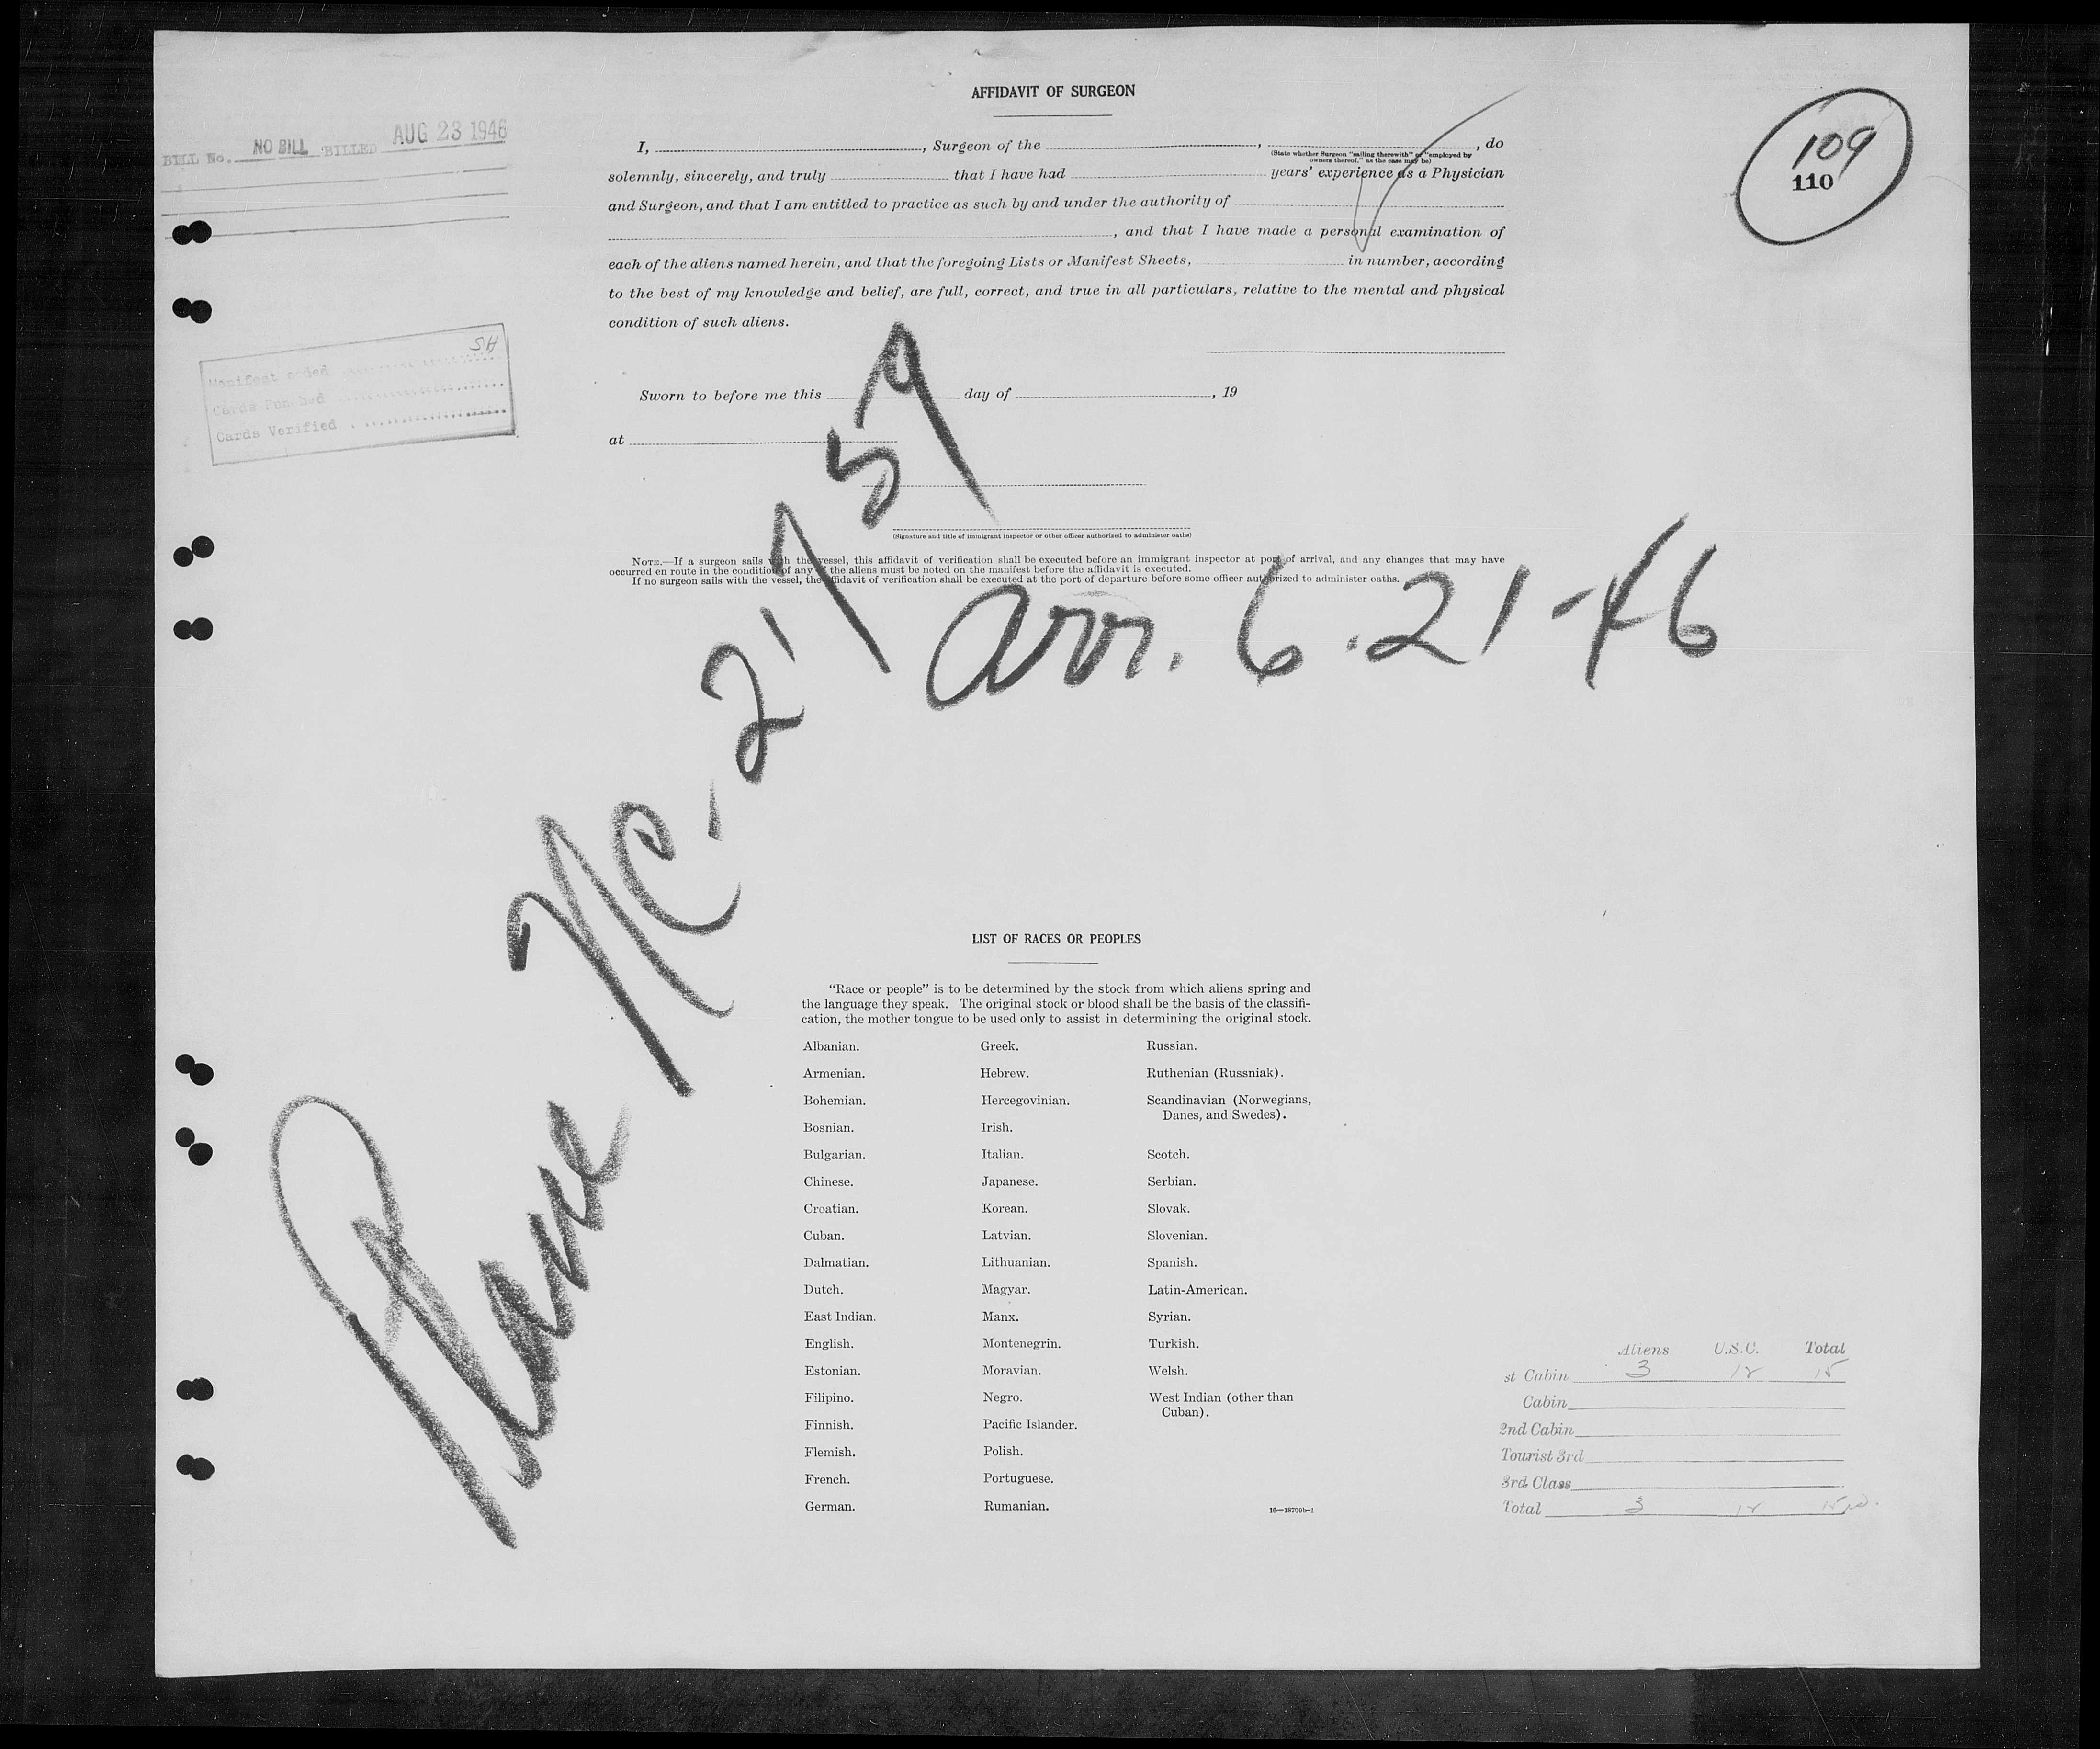 AFFIDAVIT OF SURGEON
BILL No. NO BILL BILLED AUG 23 1946
109
110
I, , Surgeon of the , , do
(State whether Surgeon "sailing therewith" or "employed by
owners thereof," as the case may be)
solemnly, sincerely, and truly that I have had years' experience as a Physician
and Surgeon, and that I am entitled to practice as such by and under the authority of
, and that I have made a personal examination of
each of the aliens named herein, and that the foregoing Lists or Manifest Sheets, in number, according
to the best of my knowledge and belief, are full, correct, and true in all particulars, relative to the mental and physical
condition of such aliens.
SH
Manifest coded
Cards Punched
Cards Verified
Sworn to before me this day of , 19
at
(Signature and title of immigrant inspector or other officer authorized to administer oaths)
NOTE.—If a surgeon sails with the vessel, this affidavit of verification shall be executed before an immigrant inspector at port of arrival, and any changes that may have
occurred en route in the condition of any of the aliens must be noted on the manifest before the affidavit is executed.
If no surgeon sails with the vessel, the affidavit of verification shall be executed at the port of departure before some officer authorized to administer oaths.
Plane NC-21759
arr. 6.21-46
LIST OF RACES OR PEOPLES
"Race or people" is to be determined by the stock from which aliens spring and
the language they speak. The original stock or blood shall be the basis of the classifi-
cation, the mother tongue to be used only to assist in determining the original stock.
Albanian.
Armenian.
Bohemian.
Bosnian.
Bulgarian.
Chinese.
Croatian.
Cuban.
Dalmatian.
Dutch.
East Indian.
English.
Estonian.
Filipino.
Finnish.
Flemish.
French.
German.
Greek.
Hebrew.
Hercegovinian.
Irish.
Italian.
Japanese.
Korean.
Latvian.
Lithuanian.
Magyar.
Manx.
Montenegrin.
Moravian.
Negro.
Pacific Islander.
Polish.
Portuguese.
Rumanian.
Russian.
Ruthenian (Russniak).
Scandinavian (Norwegians,
Danes, and Swedes).
Scotch.
Serbian.
Slovak.
Slovenian.
Spanish.
Latin-American.
Syrian.
Turkish.
Welsh.
West Indian (other than
Cuban).
16—18709b-1
Aliens U.S.C. Total
st Cabin 3 12 15
Cabin
2nd Cabin
Tourist 3rd
3rd Class
Total 3 12 15